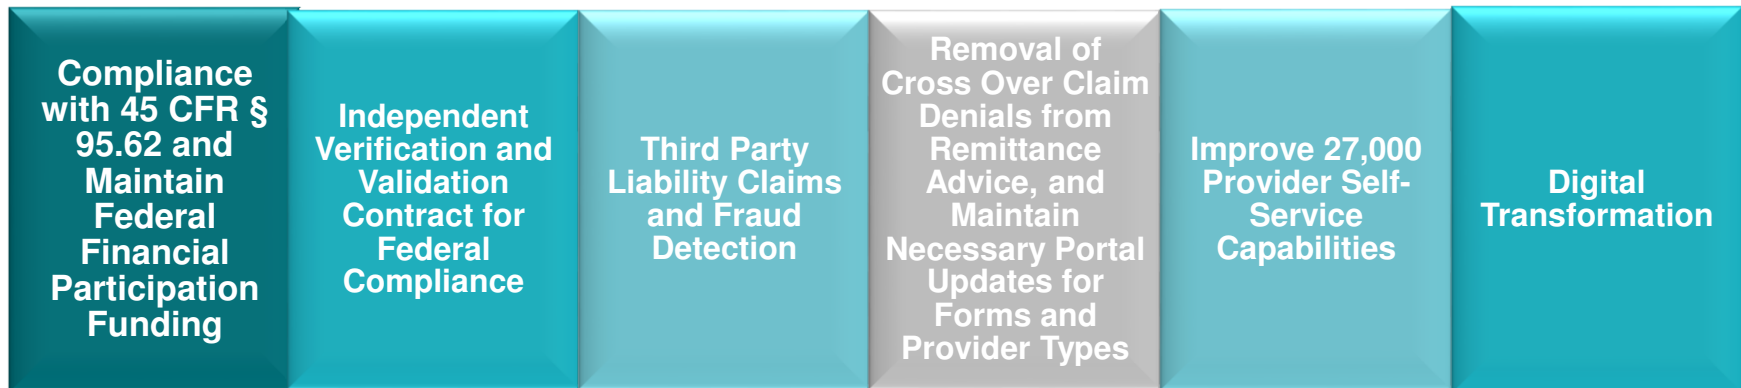 Compliance
with 45 CFR §
95.62 and
Maintain
Federal
Financial
Participation
Funding
Independent
Verification and
Validation
Contract for
Federal
Compliance
Third Party
Liability Claims
and Fraud
Detection
Removal of
Cross Over Claim
Denials from
Remittance
Advice, and
Maintain
Necessary Portal
Updates for
Forms and
Provider Types
Improve 27,000
Provider Self-
Service
Capabilities
Digital
Transformation